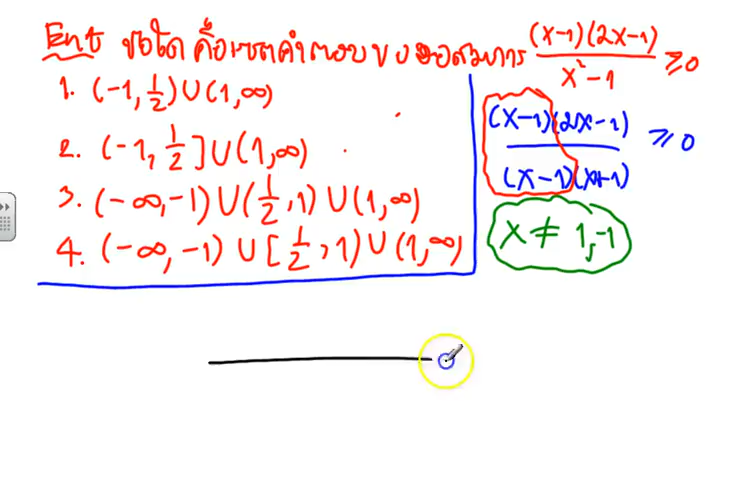 Ent ข้อใด คือเซตคำตอบของอสมการ (x-1)(2x-1)/x²-1 ≥0
1. (-1, 1/2) ∪ (1, ∞)
2. (-1, 1/2] ∪ (1, ∞)
3. (-∞, -1) ∪ (1/2, 1) ∪ (1, ∞)
4. (-∞, -1) ∪ [1/2, 1) ∪ (1, ∞)
(x-1)(2x-1)/(x-1)(x+1) ≥0
x ≠ 1, -1